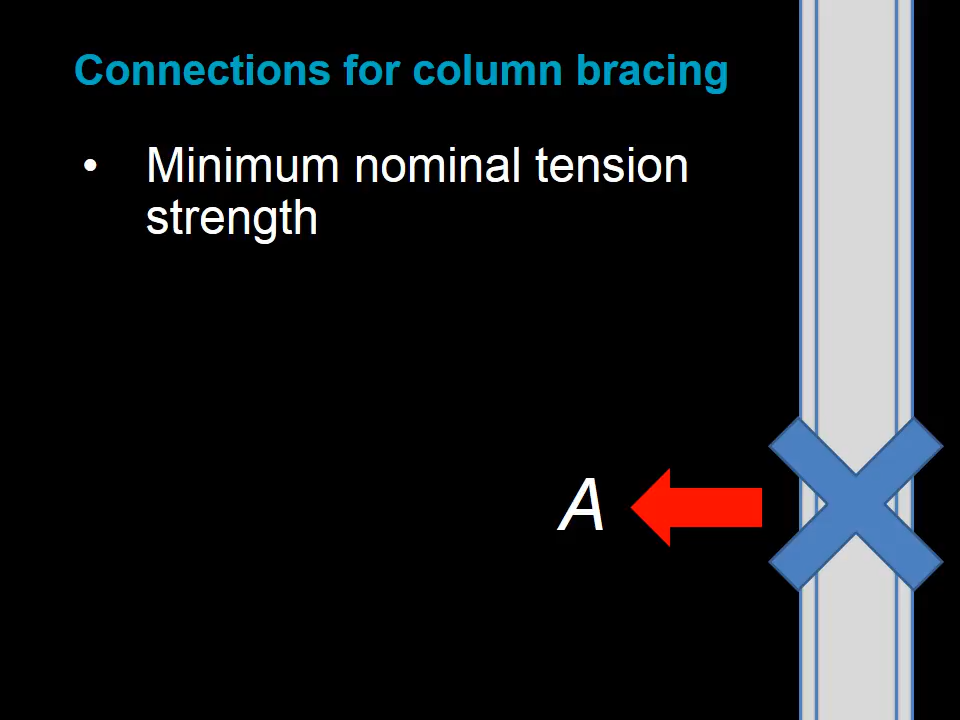 Connections for column bracing
• Minimum nominal tension
strength
A